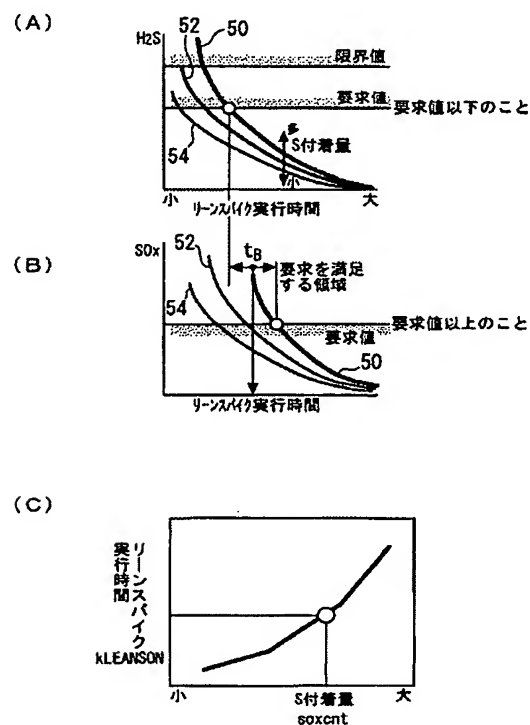 (A)
H2S
52
50
限界値
要求値
要求値以下のこと
多
S付着量
小
54
小
リーンスパイク実行時間
大
(B)
SOx
52
tB
要求を満足
する領域
54
要求値以上のこと
要求値
50
リーンスパイク実行時間
(C)
リーンスパイク
実行時間
kLEANSON
小
S付着量
大
soxcnt